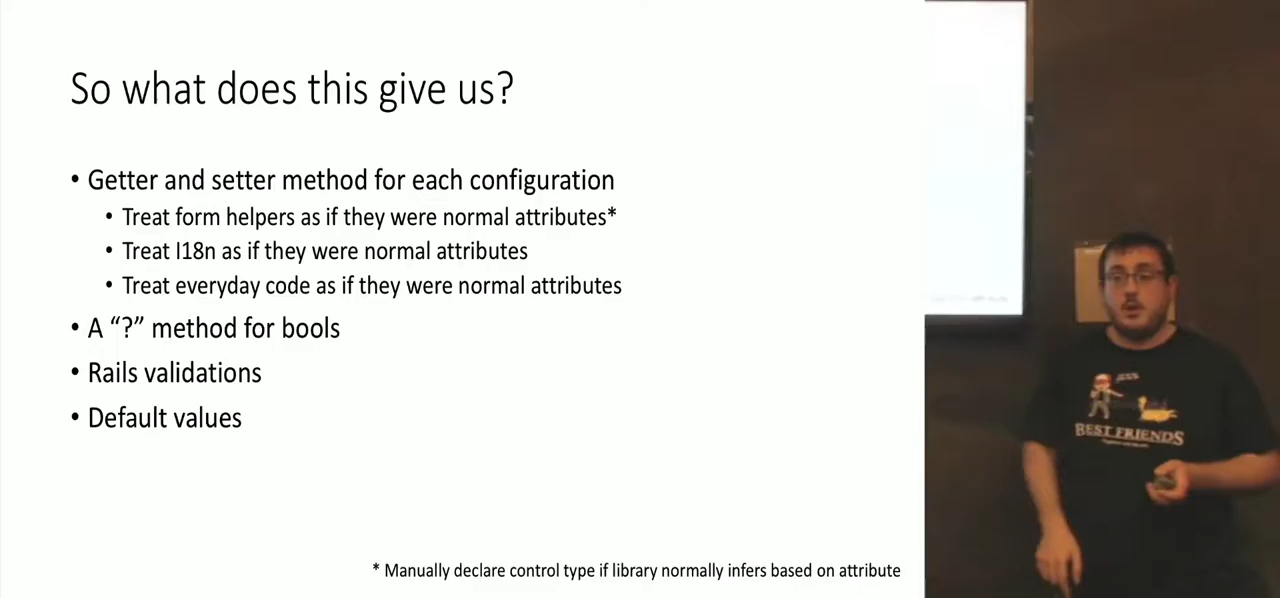 So what does this give us?
• Getter and setter method for each configuration
• Treat form helpers as if they were normal attributes*
• Treat I18n as if they were normal attributes
• Treat everyday code as if they were normal attributes
• A “?” method for bools
• Rails validations
• Default values
* Manually declare control type if library normally infers based on attribute
BEST FRIENDS